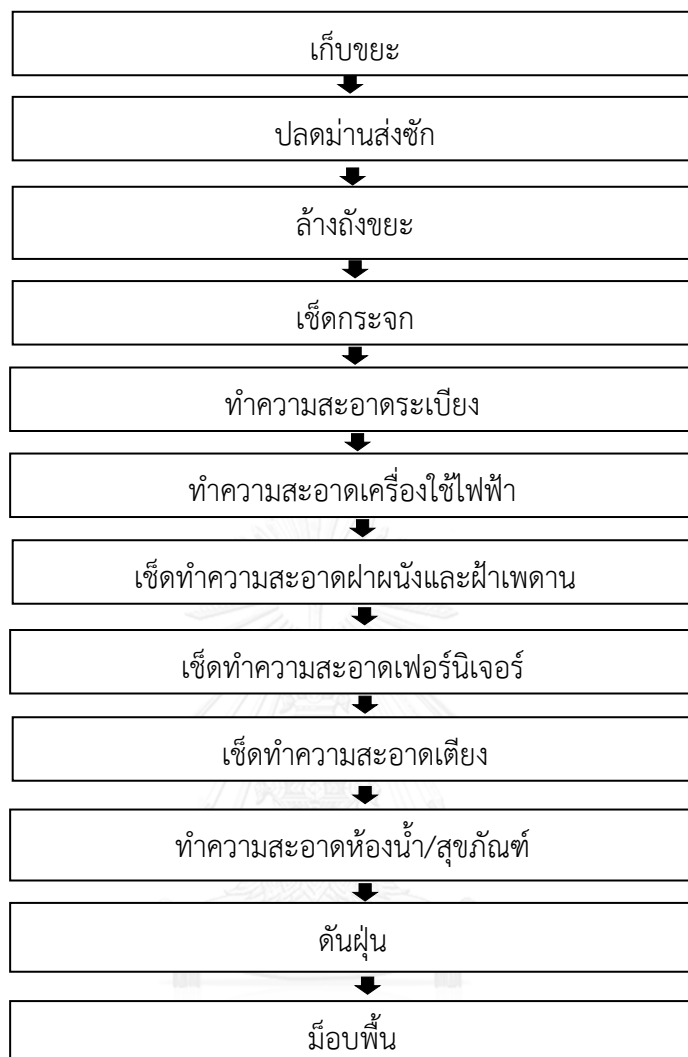 เก็บขยะ
ปลดม่านส่งซัก
ล้างถังขยะ
เช็ดกระจก
ทำความสะอาดระเบียง
ทำความสะอาดเครื่องใช้ไฟฟ้า
เช็ดทำความสะอาดฝาผนังและฝ้าเพดาน
เช็ดทำความสะอาดเฟอร์นิเจอร์
เช็ดทำความสะอาดเตียง
ทำความสะอาดห้องน้ำ/สุขภัณฑ์
ดันฝุ่น
ม็อบพื้น